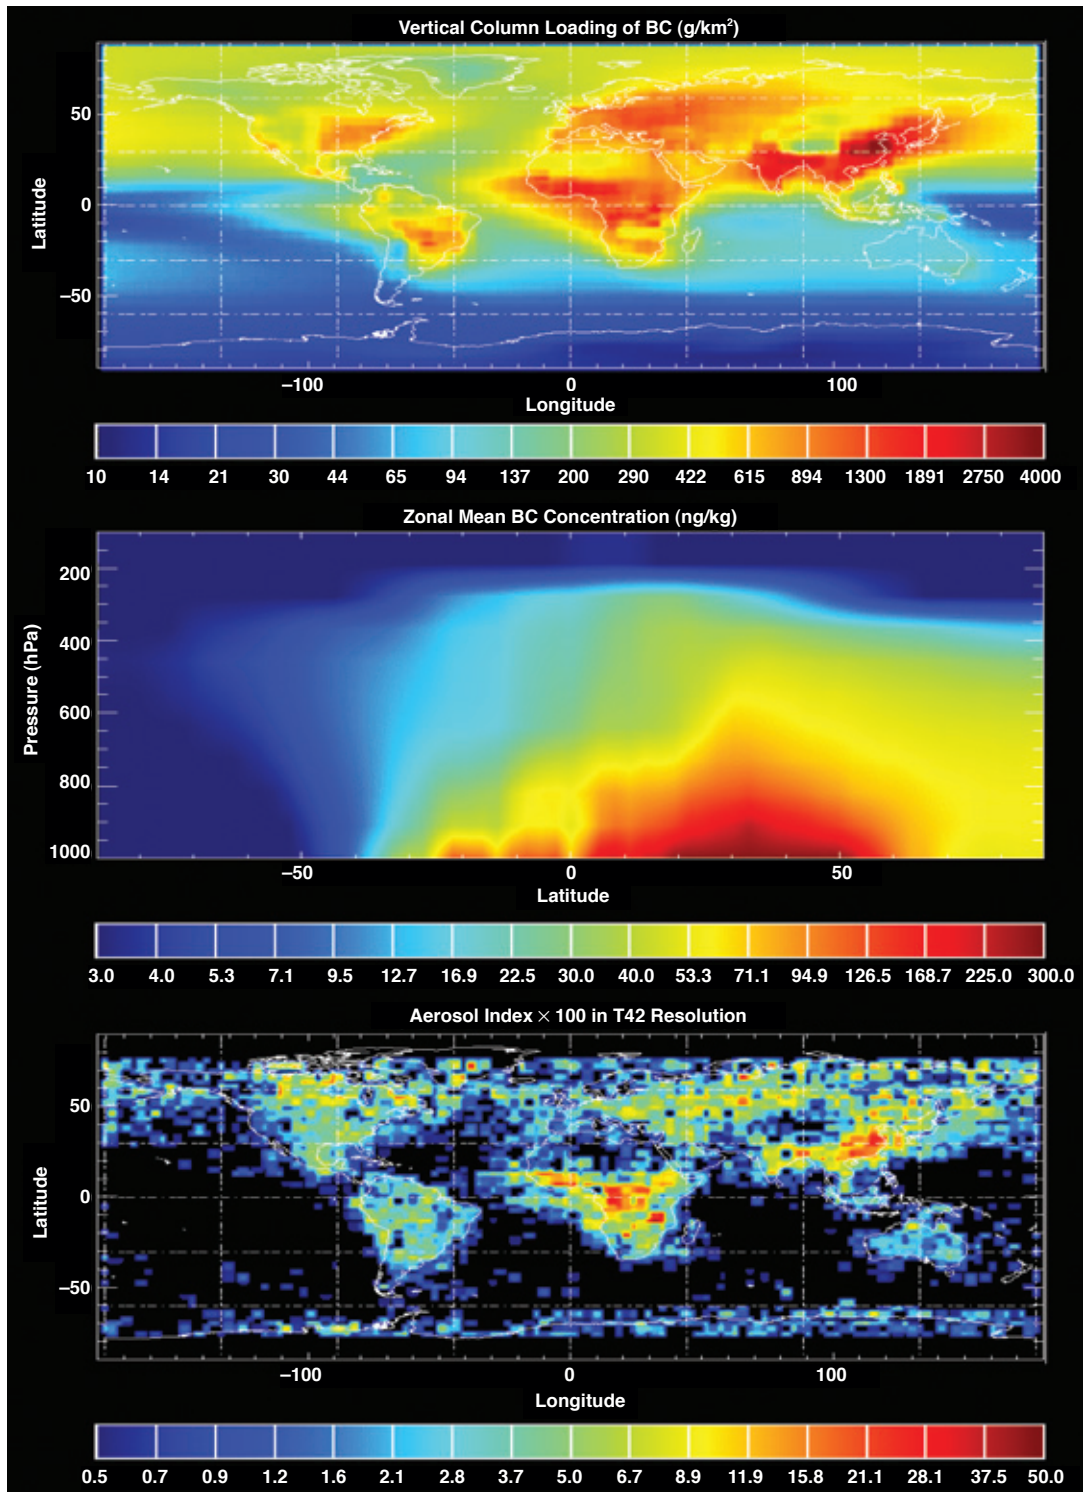 Vertical Column Loading of BC (g/km²)
50
0
−50
Latitude
−100 0 100
Longitude
10 14 21 30 44 65 94 137 200 290 422 615 894 1300 1891 2750 4000
Zonal Mean BC Concentration (ng/kg)
200
400
600
800
1000
Pressure (hPa)
−50 0 50
Latitude
3.0 4.0 5.3 7.1 9.5 12.7 16.9 22.5 30.0 40.0 53.3 71.1 94.9 126.5 168.7 225.0 300.0
Aerosol Index × 100 in T42 Resolution
50
0
−50
Latitude
−100 0 100
Longitude
0.5 0.7 0.9 1.2 1.6 2.1 2.8 3.7 5.0 6.7 8.9 11.9 15.8 21.1 28.1 37.5 50.0